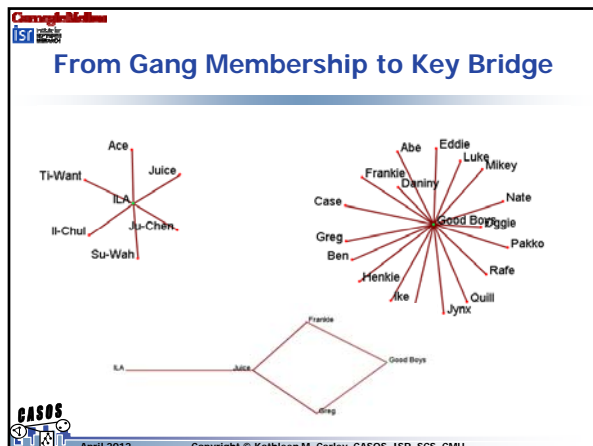 Carnegie Mellon
isr
From Gang Membership to Key Bridge
Ace
Ti-Want
Juice
ILA
Il-Chul
Ju-Chen
Su-Wah
Abe
Eddie
Luke
Mikey
Frankie
Daniny
Case
Nate
Good Boys
Oggie
Greg
Pakko
Ben
Rafe
Henkie
Ike
Quill
Jynx
Frankie
ILA
Juice
Good Boys
Greg
CASOS
April 2012 Copyright © Kathleen M. Carley, CASOS, ISR, SCS, CMU